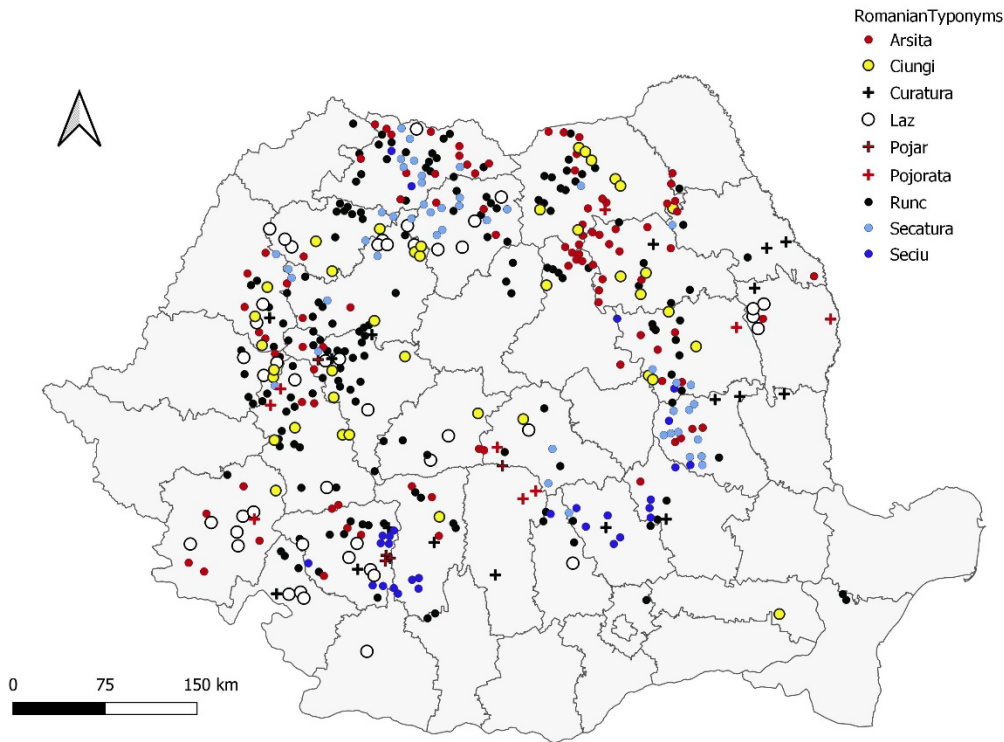 RomanianTyponyms
Arsita
Ciungi
Curatura
Laz
Pojar
Pojorata
Runc
Secatura
Seciu
0 75 150 km